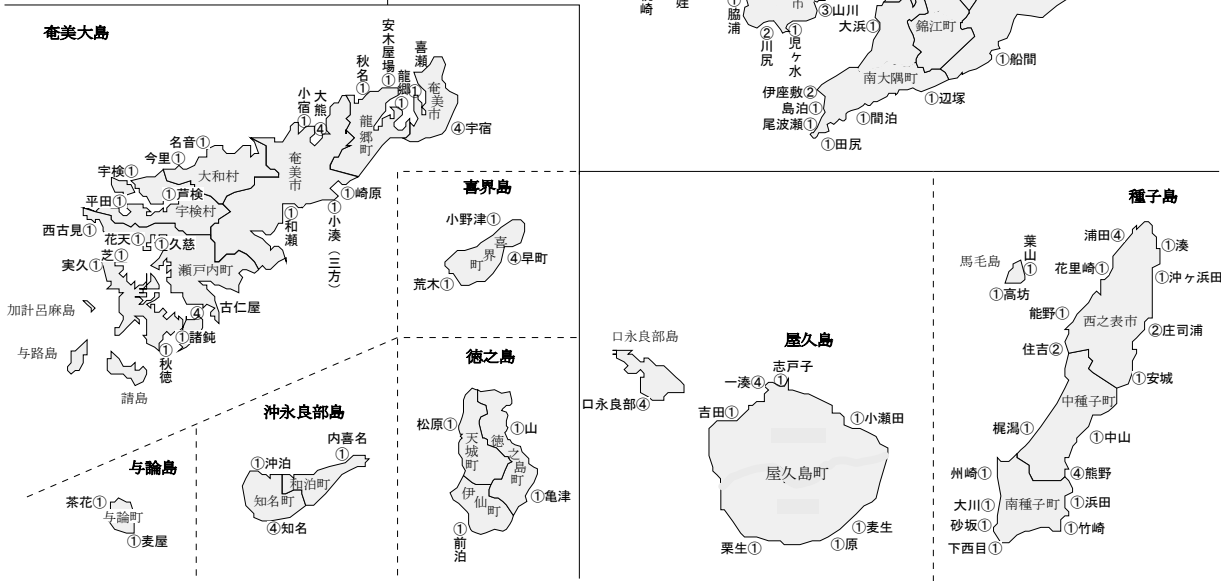 奄美大島
安木屋場①
喜瀬①
秋名①
龍郷①
奄美市
小宿①
大熊④
龍郷町
④宇宿
名音①
今里①
奄美市
大和村
宇検①
①芦検
①崎原
平田①
宇検村
①小湊(三方)
①和瀬
西古見①
花天①
①久慈
芝①
実久①
瀬戸内町
加計呂麻島
④古仁屋
①諸鈍
与路島
①秋徳
請島
喜界島
小野津①
喜界町
④早町
荒木①
徳之島
松原①
①山
天城町
徳之島町
伊仙町
①亀津
①前泊
沖永良部島
内喜名①
①沖泊
和泊町
知名町
④知名
与論島
茶花①
与論町
①麦屋
崎
姓
①脇浦
市
③山川
②川尻
①児ケ水
大浜①
錦江町
①船間
南大隅町
伊座敷②
①辺塚
島泊①
①間泊
尾波瀬①
①田尻
口永良部島
口永良部④
屋久島
志戸子①
一湊④
吉田①
①小瀬田
屋久島町
①麦生
①原
栗生①
種子島
浦田④
①湊
葉山①
馬毛島
花里崎①
①沖ヶ浜田
①高坊
能野①
西之表市
②庄司浦
住吉②
①安城
中種子町
梶潟①
①中山
州崎①
④熊野
大川①
南種子町
①浜田
砂坂①
①竹崎
下西目①